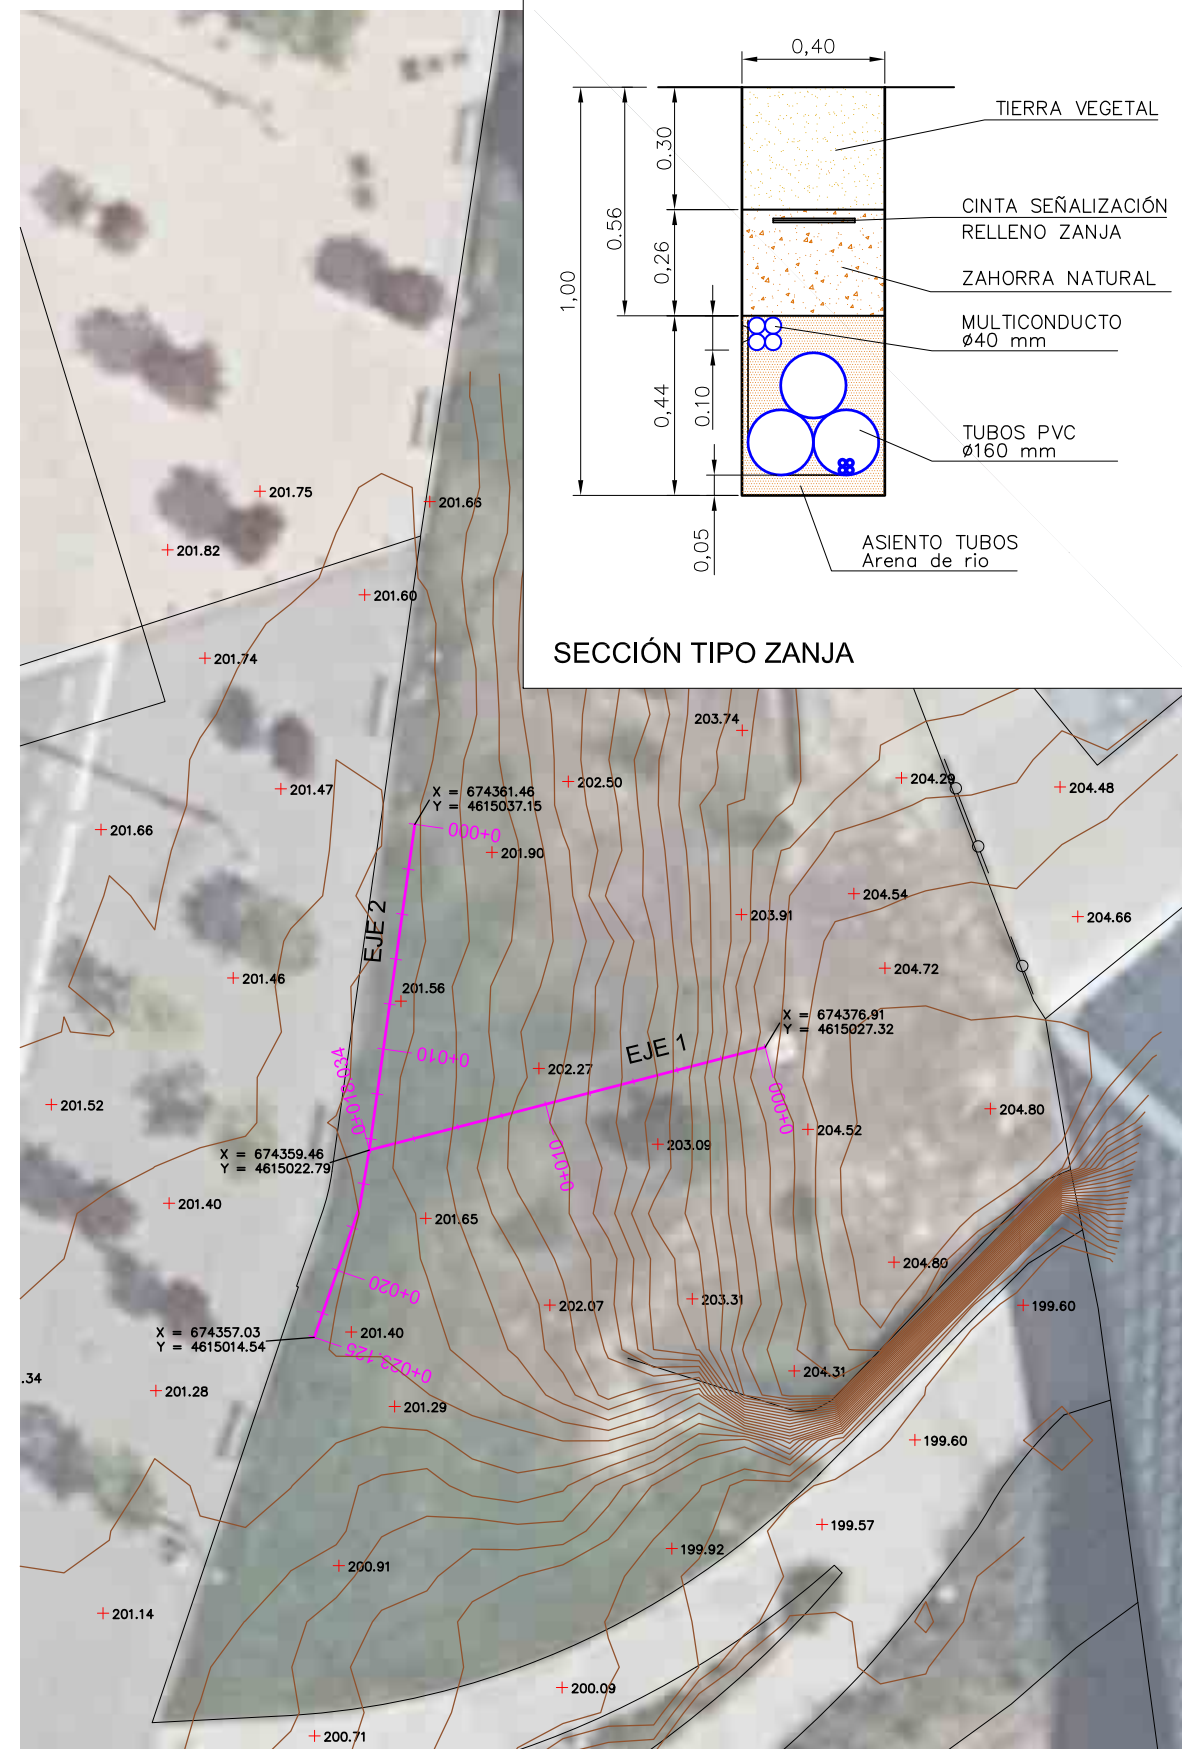 0,40
TIERRA VEGETAL
0.30
CINTA SEÑALIZACIÓN
RELLENO ZANJA
0.56
0,26
1,00
ZAHORRA NATURAL
MULTICONDUCTO
ø40 mm
0,44
0.10
TUBOS PVC
ø160 mm
0,05
ASIENTO TUBOS
Arena de rio
SECCIÓN TIPO ZANJA
201.75
201.66
201.82
201.60
201.74
203.74
201.47
202.50
204.29
204.48
X = 674361.46
Y = 4615037.15
201.66
0+000
201.90
204.54
203.91
204.66
EJE 2
201.46
204.72
201.56
X = 674376.91
Y = 4615027.32
EJE 1
0+010
202.27
0+013.034
0+000
201.52
204.80
204.52
203.09
X = 674359.46
Y = 4615022.79
0+010
201.40
201.65
204.80
0+020
202.07
203.31
199.60
X = 674357.03
Y = 4615014.54
201.40
0+023.125
204.31
.34
201.28
201.29
199.60
199.57
199.92
200.91
201.14
200.09
200.71